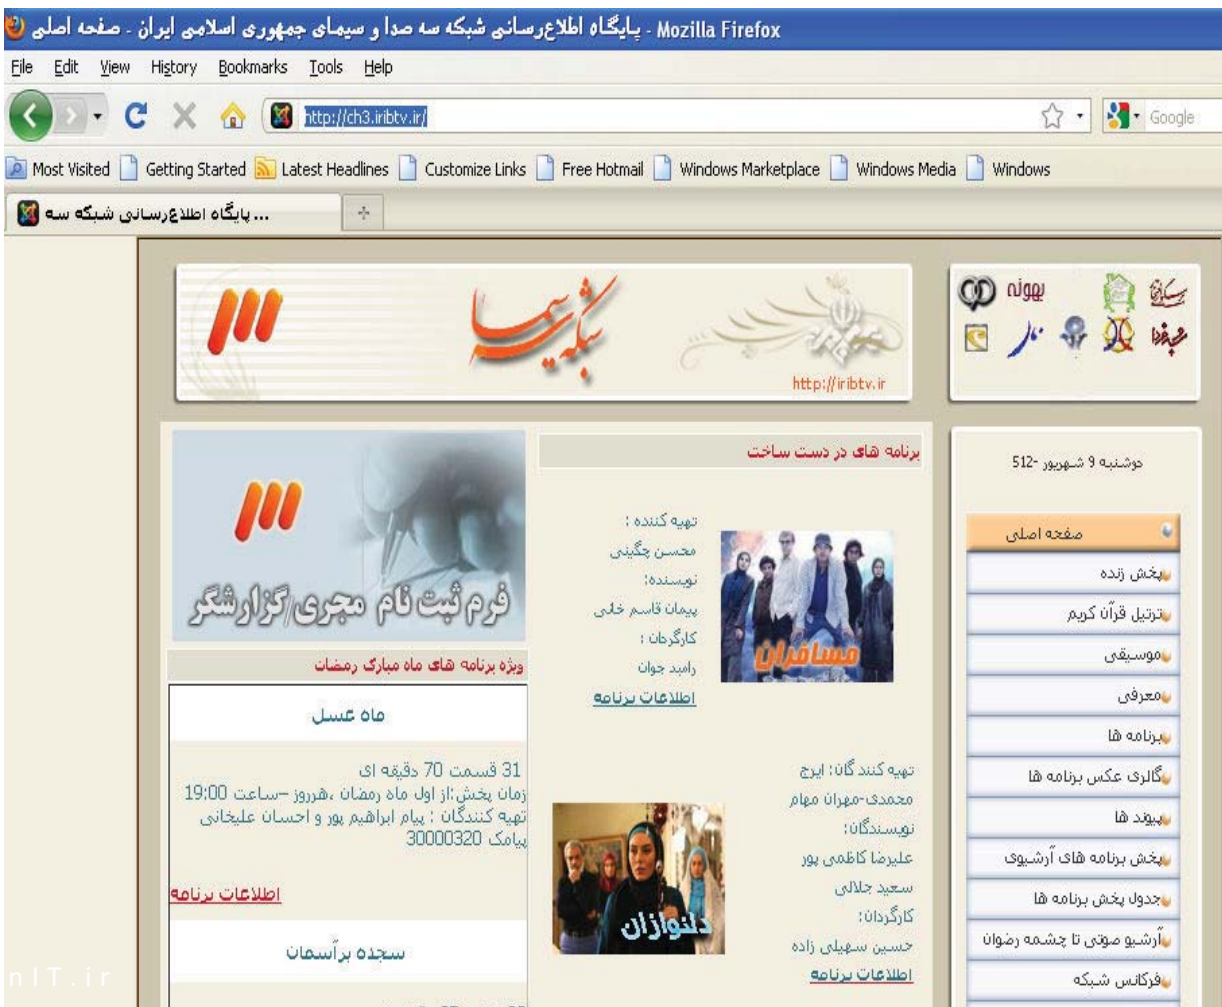 پایگاه اطلاع‌رسانی شبکه سه صدا و سیمای جمهوری اسلامی ایران - صفحه اصلی - Mozilla Firefox
File Edit View History Bookmarks Tools Help
http://ch3.iribtv.ir/
Google
Most Visited Getting Started Latest Headlines Customize Links Free Hotmail Windows Marketplace Windows Media Windows
پایگاه اطلاع‌رسانی شبکه سه ...
شبکه سه سیما
http://iribtv.ir
بهونه
دوشنبه 9 شهریور -512
صفحه اصلی
پخش زنده
ترتیل قرآن کریم
موسیقی
معرفی
برنامه ها
گالری عکس برنامه ها
پیوند ها
پخش برنامه های آرشیوی
جدول پخش برنامه ها
آرشیو صوتی تا چشمه رضوان
فرکانس شبکه
برنامه های در دست ساخت
تهیه کننده :
محسن چگینی
نویسنده:
پیمان قاسم خانی
کارگردان :
رامبد جوان
اطلاعات برنامه
مسافران
تهیه کنند گان: ایرج
محمدی-مهران مهام
نویسندگان:
علیرضا کاظمی پور
سعید جلالی
کارگردان:
حسین سهیلی زاده
اطلاعات برنامه
دلنوازان
فرم ثبت نام مجری/گزارشگر
ویژه برنامه های ماه مبارک رمضان
ماه عسل
31 قسمت 70 دقیقه ای
زمان پخش:از اول ماه رمضان ،هرروز –ساعت 19:00
تهیه کنندگان : پیام ابراهیم پور و احسان علیخانی
پیامک 30000320
اطلاعات برنامه
سجده برآسمان
nIT.ir